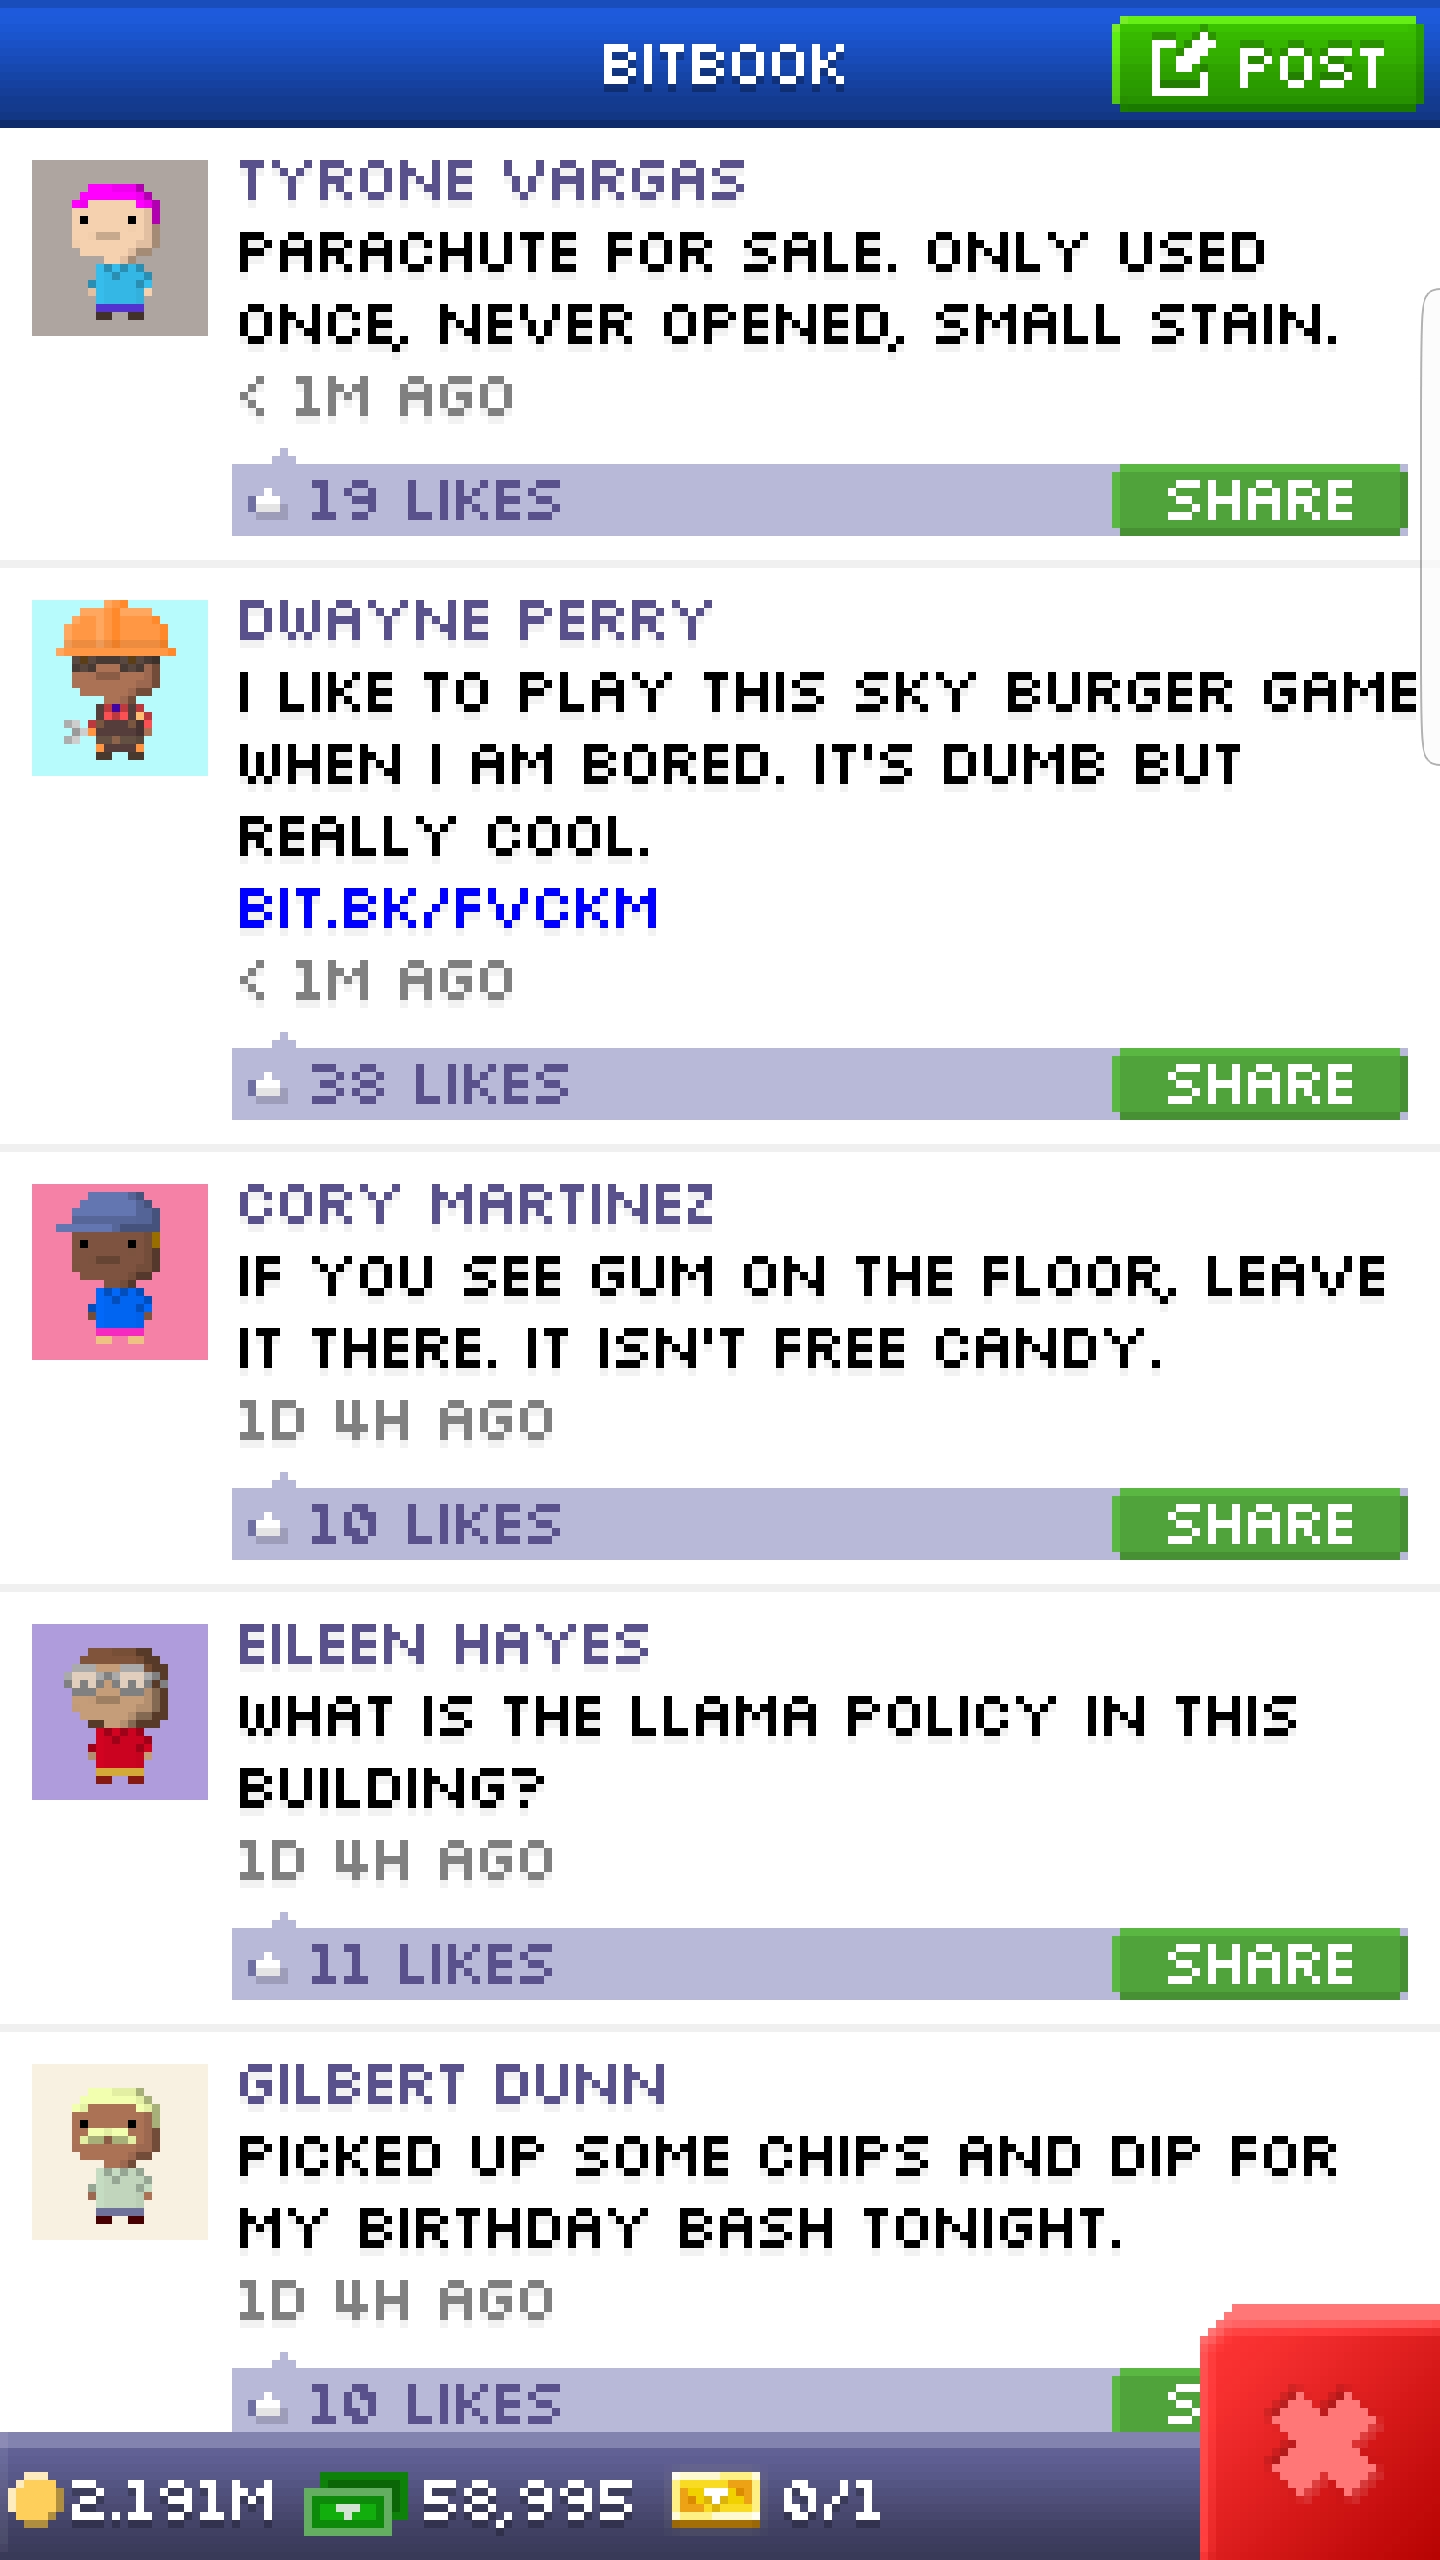 BITBOOK
POST
TYRONE VARGAS
PARACHUTE FOR SALE. ONLY USED
ONCE, NEVER OPENED, SMALL STAIN.
< 1M AGO
19 LIKES
SHARE
DWAYNE PERRY
I LIKE TO PLAY THIS SKY BURGER GAME
WHEN I AM BORED. IT'S DUMB BUT
REALLY COOL.
BIT.BK/FVCKM
< 1M AGO
38 LIKES
SHARE
CORY MARTINEZ
IF YOU SEE GUM ON THE FLOOR, LEAVE
IT THERE. IT ISN'T FREE CANDY.
1D 4H AGO
10 LIKES
SHARE
EILEEN HAYES
WHAT IS THE LLAMA POLICY IN THIS
BUILDING?
1D 4H AGO
11 LIKES
SHARE
GILBERT DUNN
PICKED UP SOME CHIPS AND DIP FOR
MY BIRTHDAY BASH TONIGHT.
1D 4H AGO
10 LIKES
S
2.191M
58,995
0/1